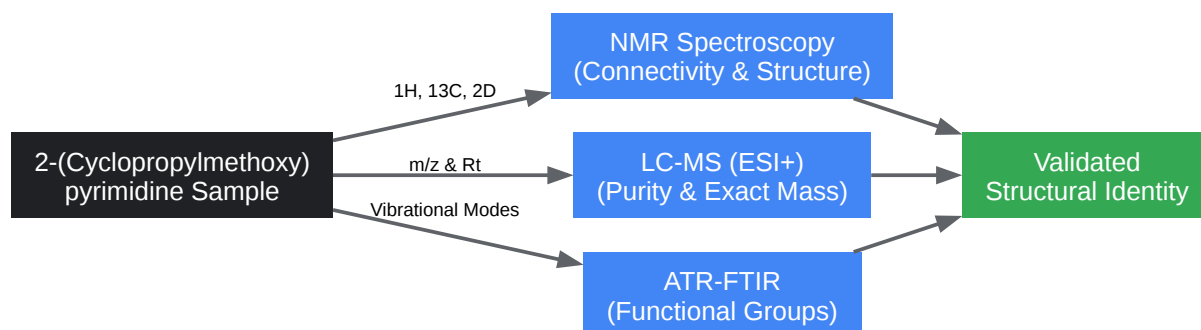 NMR Spectroscopy
(Connectivity & Structure)
1H, 13C, 2D
2-(Cyclopropylmethoxy)
pyrimidine Sample
m/z & Rt
LC-MS (ESI+)
(Purity & Exact Mass)
Validated
Structural Identity
Vibrational Modes
ATR-FTIR
(Functional Groups)